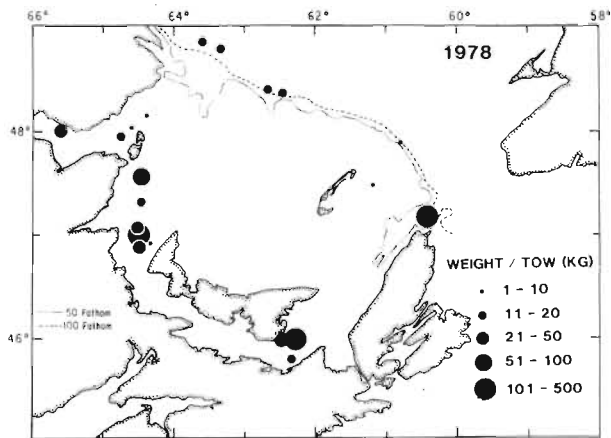 66° 64 62 60° 58°
1978
48°
WEIGHT / TOW (KG)
1 - 10
50 Fathom
11 - 20
100 Fathom
21 - 50
46°
51 - 100
101 - 500